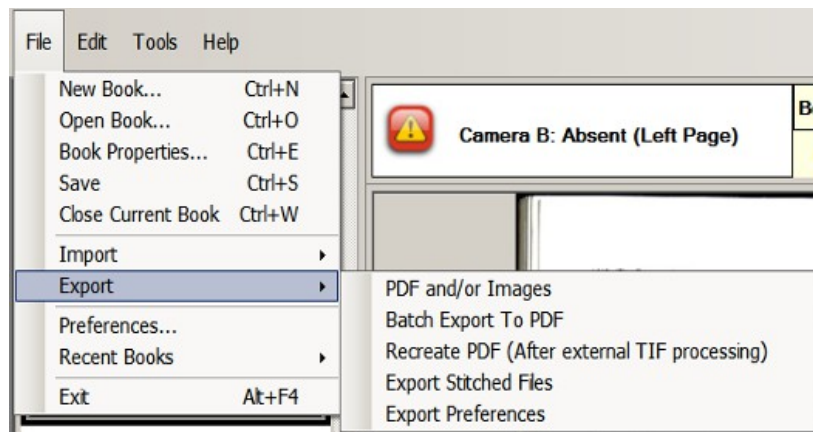 File Edit Tools Help
New Book... Ctrl+N
Open Book... Ctrl+O
Book Properties... Ctrl+E
Save Ctrl+S
Close Current Book Ctrl+W
Import
Export
Preferences...
Recent Books
Exit Alt+F4
Camera B: Absent (Left Page)
PDF and/or Images
Batch Export To PDF
Recreate PDF (After external TIF processing)
Export Stitched Files
Export Preferences